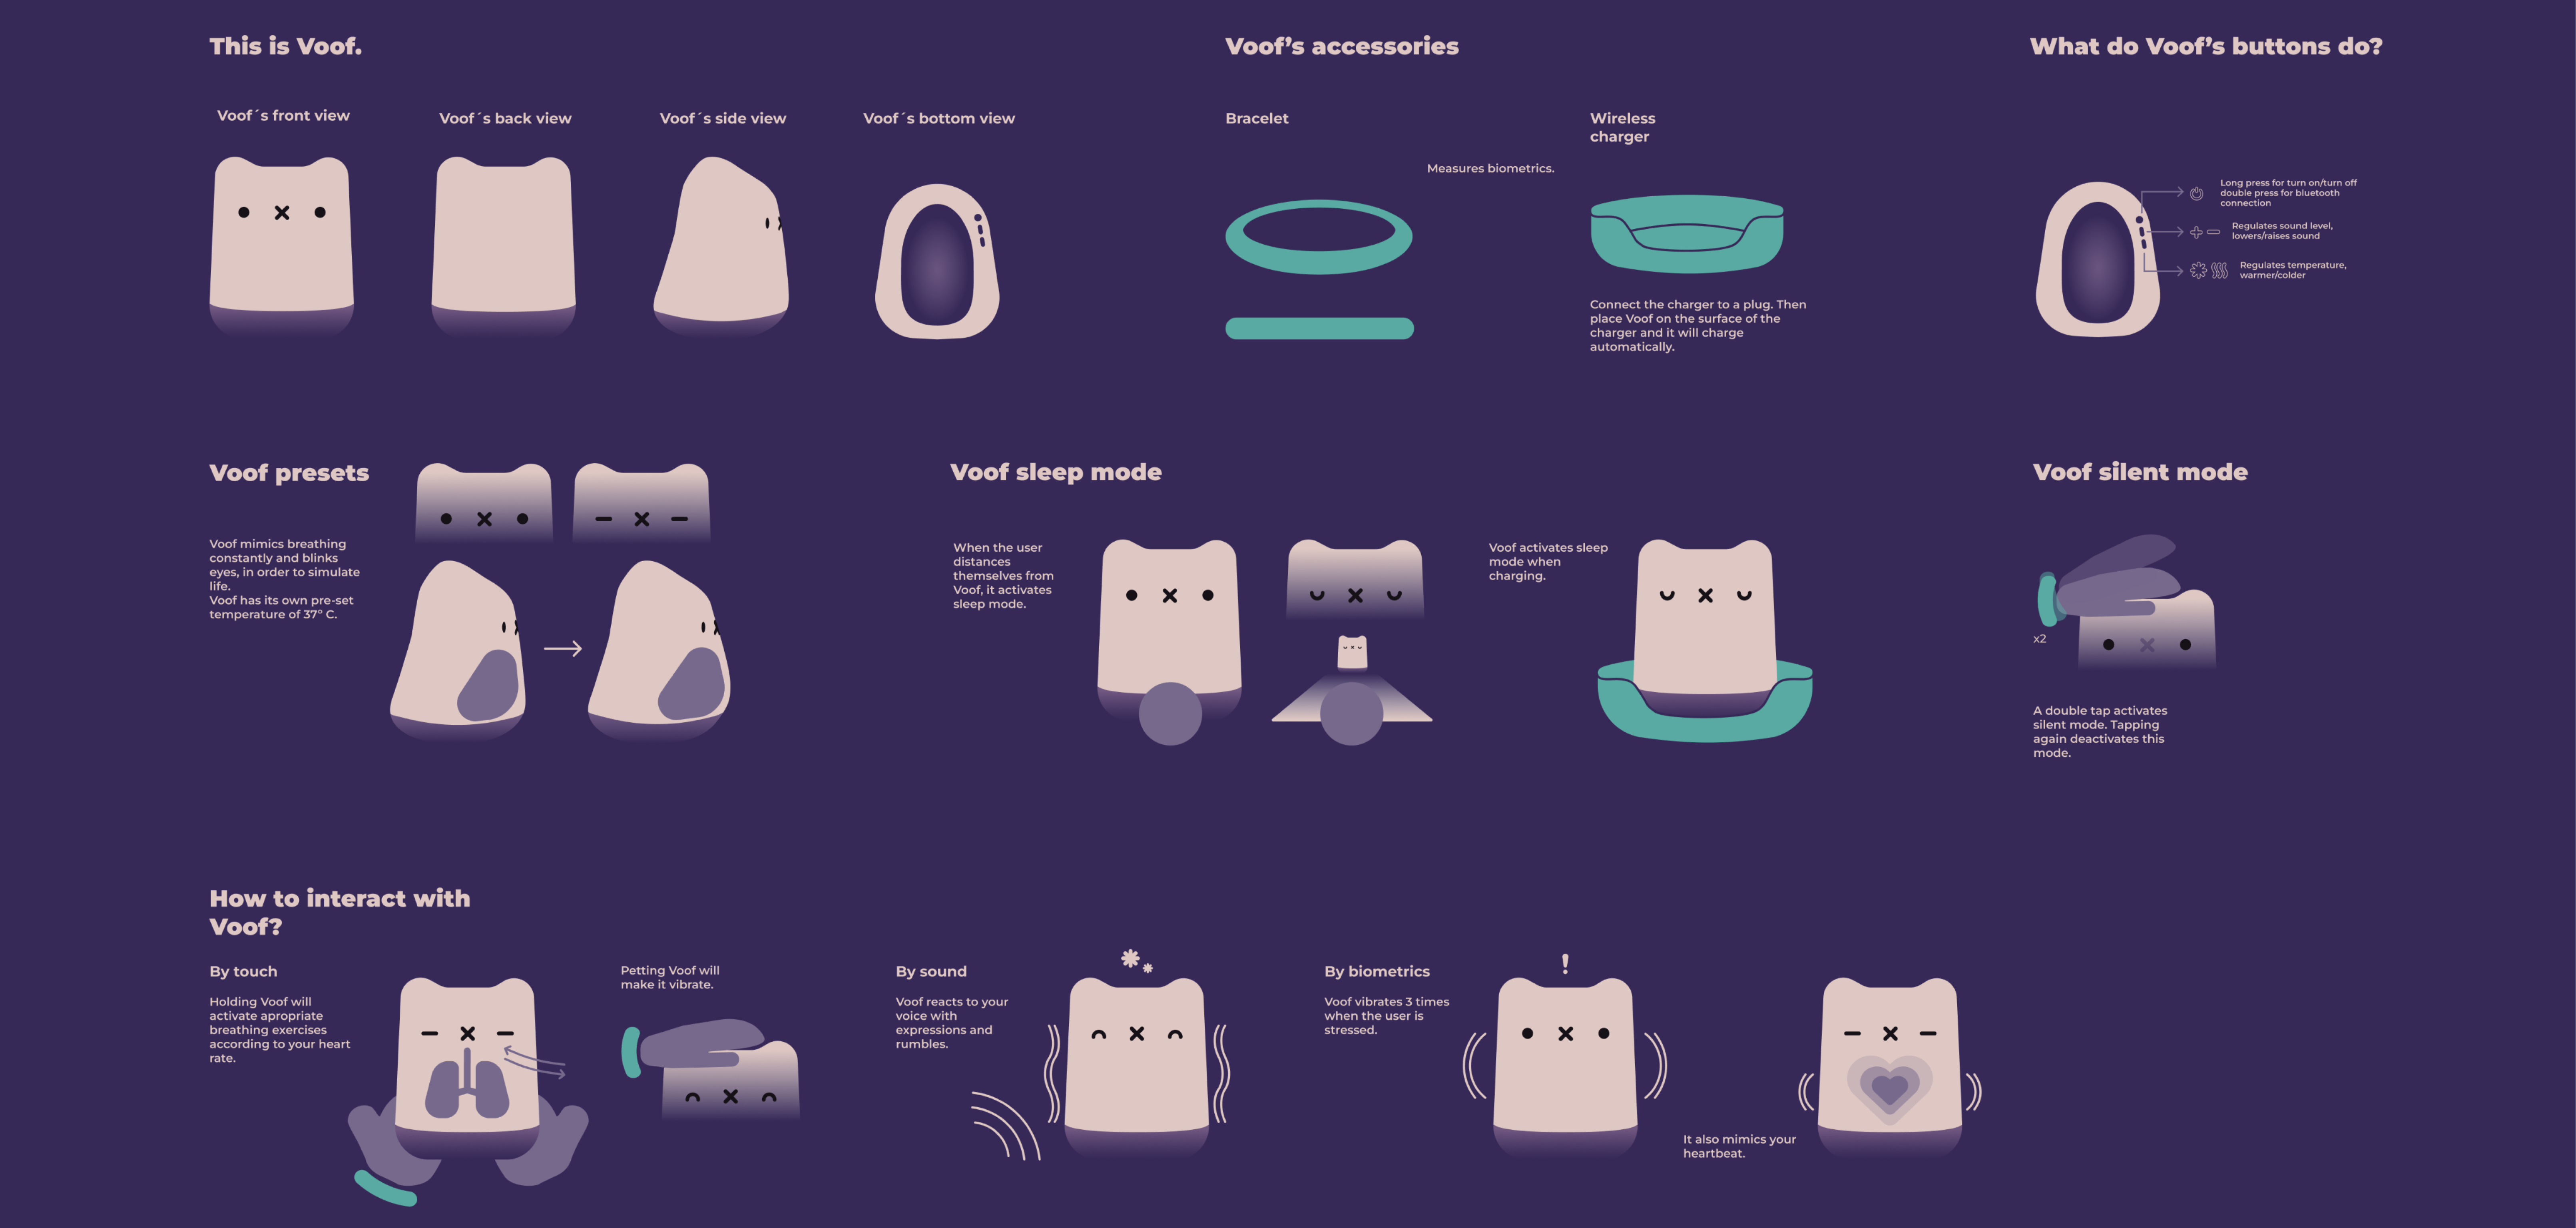 This is Voof.
Voof´s front view
Voof´s back view
Voof´s side view
Voof´s bottom view
Voof’s accessories
Bracelet
Measures biometrics.
Wireless
charger
Connect the charger to a plug. Then
place Voof on the surface of the
charger and it will charge
automatically.
What do Voof’s buttons do?
Long press for turn on/turn off
double press for bluetooth
connection
Regulates sound level,
lowers/raises sound
Regulates temperature,
warmer/colder
Voof presets
Voof mimics breathing
constantly and blinks
eyes, in order to simulate
life.
Voof has its own pre-set
temperature of 37º C.
Voof sleep mode
When the user
distances
themselves from
Voof, it activates
sleep mode.
Voof activates sleep
mode when
charging.
Voof silent mode
x2
A double tap activates
silent mode. Tapping
again deactivates this
mode.
How to interact with
Voof?
By touch
Holding Voof will
activate apropriate
breathing exercises
according to your heart
rate.
Petting Voof will
make it vibrate.
By sound
Voof reacts to your
voice with
expressions and
rumbles.
By biometrics
Voof vibrates 3 times
when the user is
stressed.
!
It also mimics your
heartbeat.